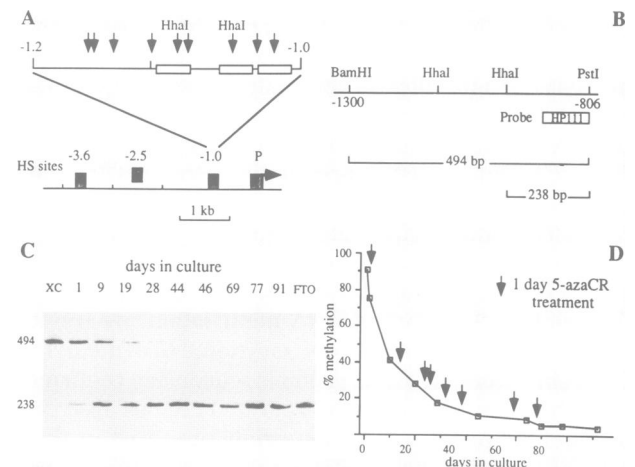 A
HhaI HhaI
-1.2 -1.0
HS sites -3.6 -2.5 -1.0 P
1 kb
B
BamHI HhaI HhaI PstI
-1300 -806
Probe HPIII
494 bp
238 bp
C
days in culture
XC 1 9 19 28 44 46 69 77 91 FTO
494
238
D
1 day 5-azaCR
treatment
% methylation
100
80
60
40
20
0 20 40 60 80
days in culture